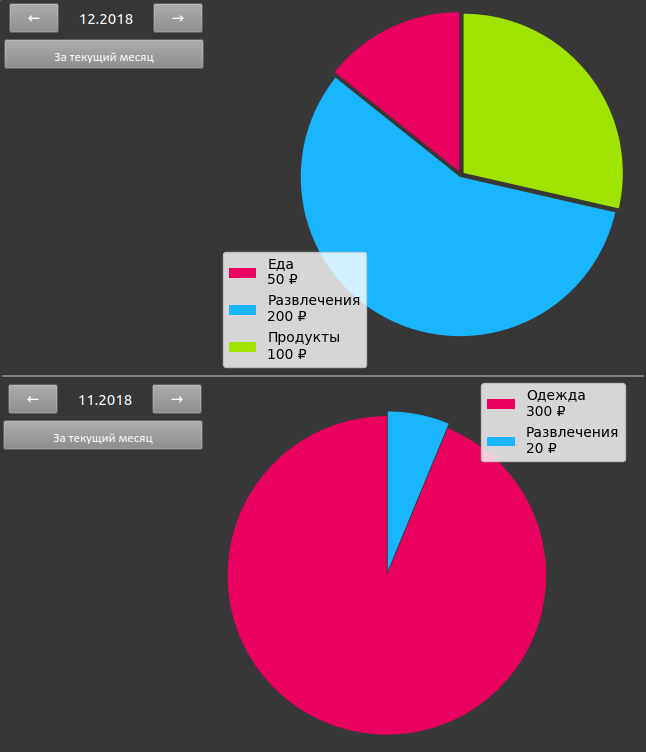 ← 12.2018 →
За текущий месяц
Еда
50 ₽
Развлечения
200 ₽
Продукты
100 ₽
← 11.2018 →
За текущий месяц
Одежда
300 ₽
Развлечения
20 ₽